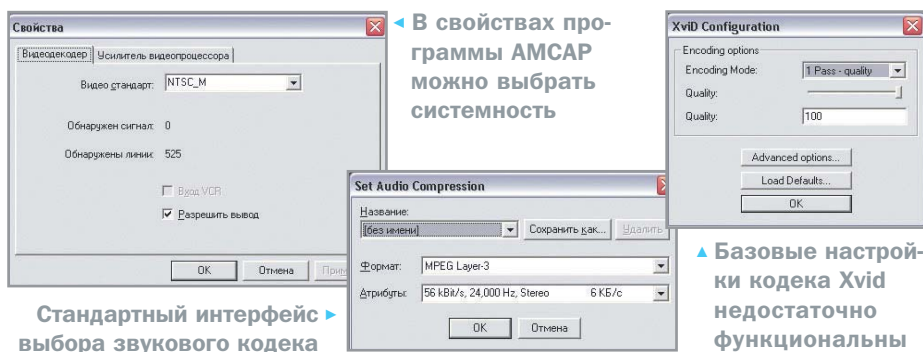 Свойства
Видеодекодер Усилитель видеопроцессора
Видео стандарт: NTSC_M
Обнаружен сигнал: 0
Обнаружены линии: 525
Вход VCR
Разрешить вывод
OK Отмена
В свойствах про-
граммы AMCAP
можно выбрать
системность
Set Audio Compression
Название:
[без имени] Сохранить как... Удалить
Формат: MPEG Layer-3
Атрибуты: 56 kBit/s, 24,000 Hz, Stereo 6 КБ/с
OK Отмена
Стандартный интерфейс
выбора звукового кодека
XviD Configuration
Encoding options
Encoding Mode: 1 Pass - quality
Quality:
Quality: 100
Advanced options...
Load Defaults...
OK
Базовые настрой-
ки кодека Xvid
недостаточно
функциональны